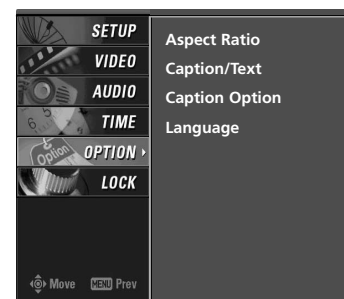 SETUP
VIDEO
AUDIO
TIME
OPTION
LOCK
Move MENU Prev
Aspect Ratio
Caption/Text
Caption Option
Language